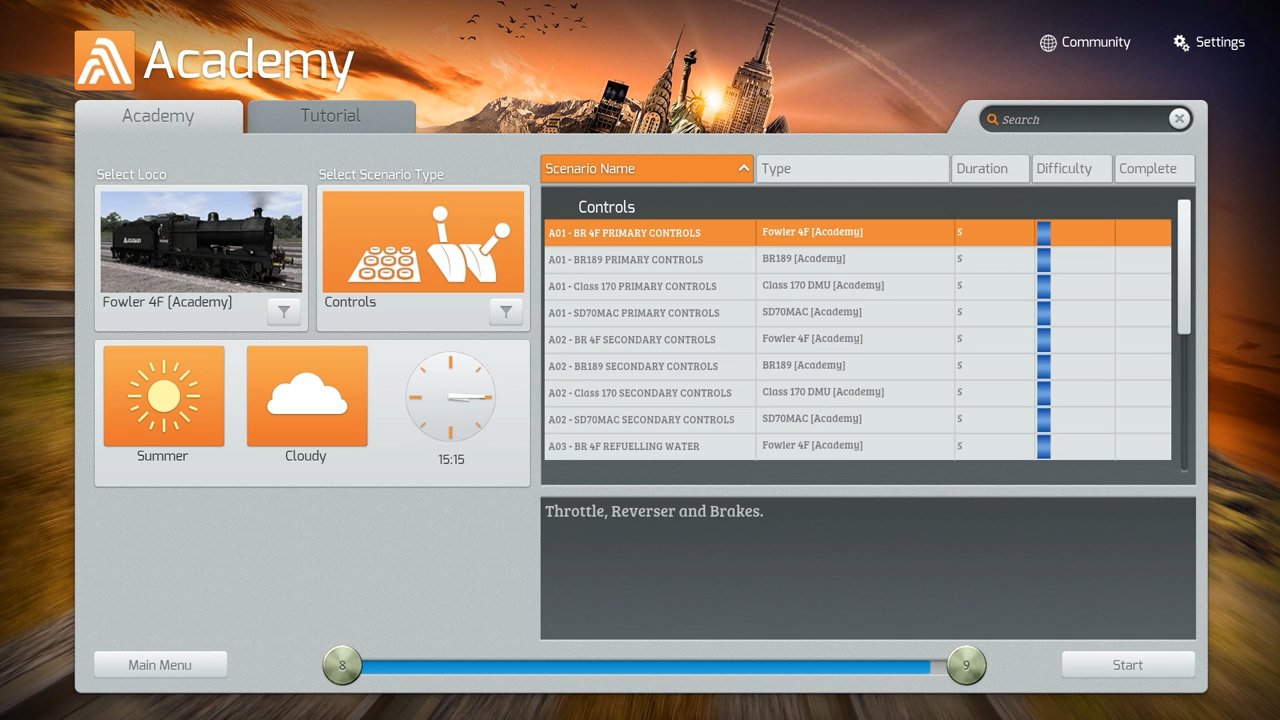 Academy
Community
Settings
Academy
Tutorial
Search
Select Loco
Select Scenario Type
Fowler 4F [Academy]
Controls
Summer
Cloudy
15:15
Scenario Name
Type
Duration
Difficulty
Complete
Controls
A01 - BR 4F PRIMARY CONTROLS Fowler 4F [Academy] 5
A01 - BR189 PRIMARY CONTROLS BR189 [Academy] 5
A01 - Class 170 PRIMARY CONTROLS Class 170 DMU [Academy] 5
A01 - SD70MAC PRIMARY CONTROLS SD70MAC [Academy] 5
A02 - BR 4F SECONDARY CONTROLS Fowler 4F [Academy] 5
A02 - BR189 SECONDARY CONTROLS BR189 [Academy] 5
A02 - Class 170 SECONDARY CONTROLS Class 170 DMU [Academy] 5
A02 - SD70MAC SECONDARY CONTROLS SD70MAC [Academy] 5
A03 - BR 4F REFUELLING WATER Fowler 4F [Academy] 5
Throttle, Reverser and Brakes.
Main Menu
8
9
Start